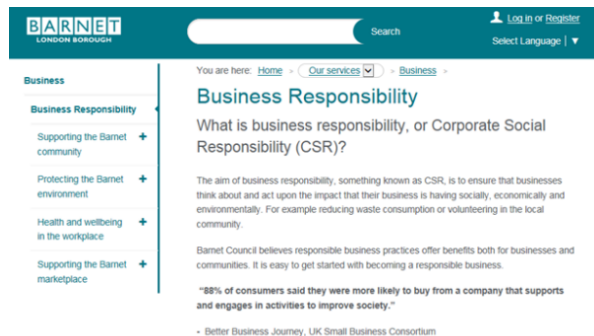 BARNET
LONDON BOROUGH
Search
Log in or Register
Select Language | ▼
Business
Business Responsibility
Supporting the Barnet +
community
Protecting the Barnet +
environment
Health and wellbeing +
in the workplace
Supporting the Barnet +
marketplace
You are here: Home > Our services > Business >
Business Responsibility
What is business responsibility, or Corporate Social
Responsibility (CSR)?
The aim of business responsibility, something known as CSR, is to ensure that businesses
think about and act upon the impact that their business is having socially, economically and
environmentally. For example reducing waste consumption or volunteering in the local
community.
Barnet Council believes responsible business practices offer benefits both for businesses and
communities. It is easy to get started with becoming a responsible business.
“88% of consumers said they were more likely to buy from a company that supports
and engages in activities to improve society.”
• Better Business Journey, UK Small Business Consortium